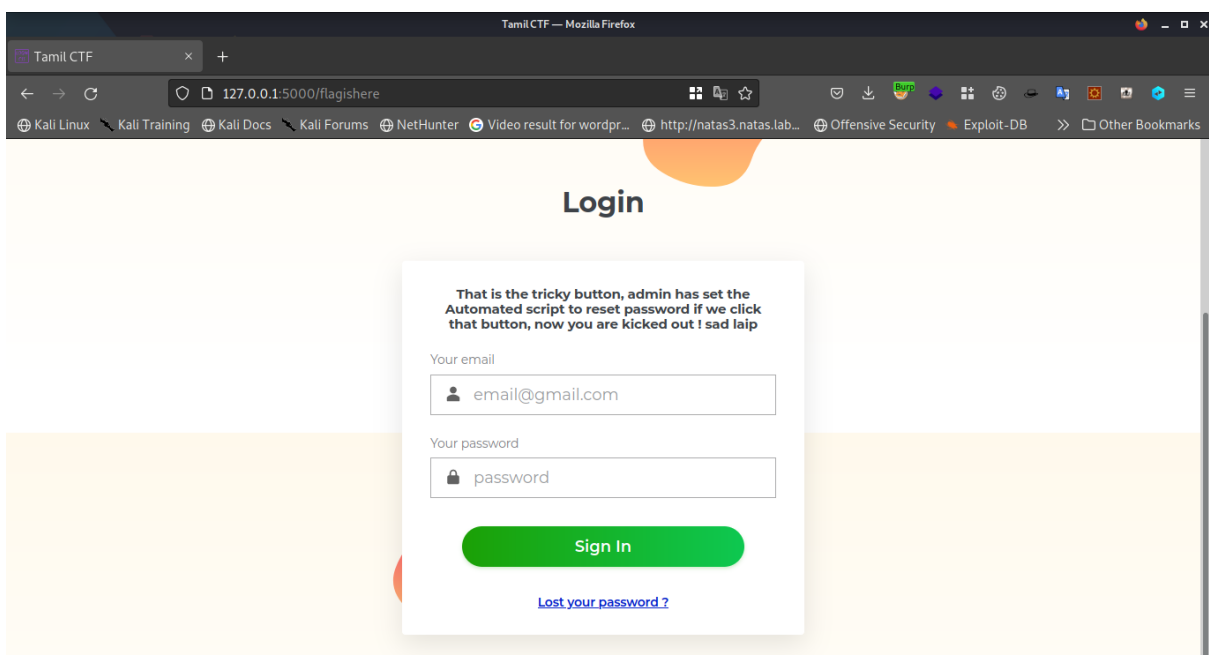 Tamil CTF — Mozilla Firefox
Tamil CTF
127.0.0.1:5000/flagishere
Burp
Kali Linux Kali Training Kali Docs Kali Forums NetHunter Video result for wordpr... http://natas3.natas.lab... Offensive Security Exploit-DB Other Bookmarks
Login
That is the tricky button, admin has set the
Automated script to reset password if we click
that button, now you are kicked out ! sad laip
Your email
email@gmail.com
Your password
password
Sign In
Lost your password ?